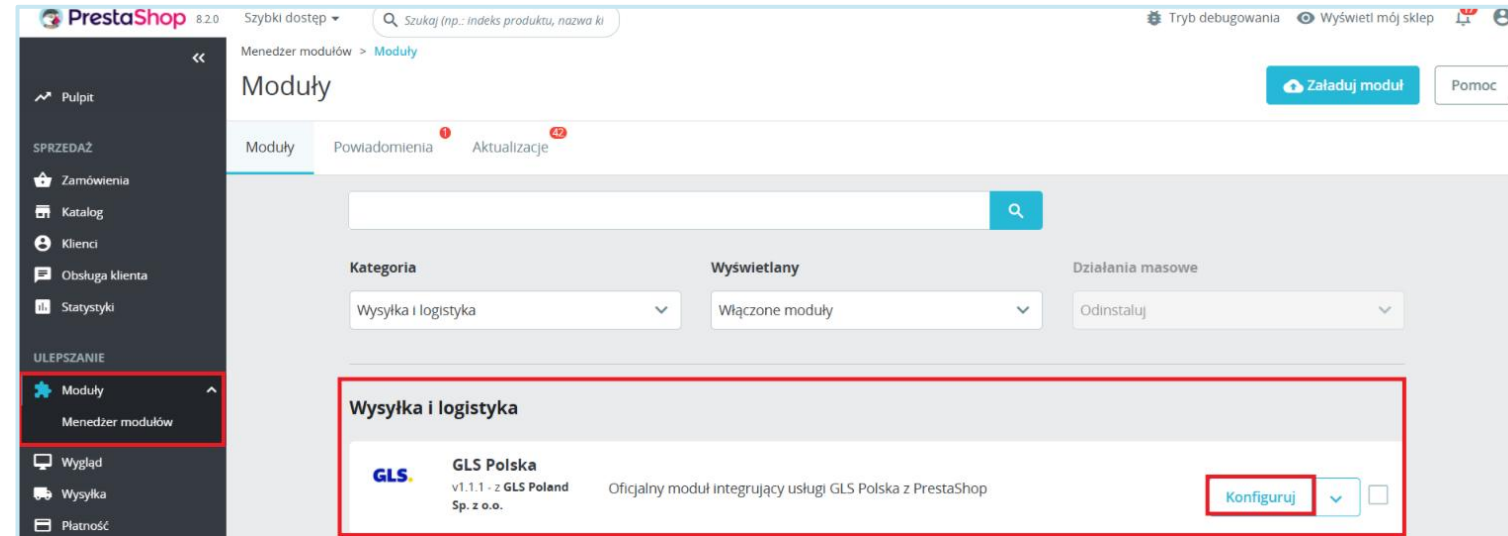 PrestaShop 8.2.0 Szybki dostęp Szukaj (np.: indeks produktu, nazwa ki Tryb debugowania Wyświetl mój sklep
Menedżer modułów > Moduły
Moduły
Załaduj moduł
Pomoc
Pulpit
SPRZEDAŻ
Zamówienia
Katalog
Klienci
Obsługa klienta
Statystyki
ULEPSZANIE
Moduły
Menedżer modułów
Wygląd
Wysyłka
Płatność
Moduły Powiadomienia 1 Aktualizacje 42
Kategoria Wyświetlany Działania masowe
Wysyłka i logistyka Włączone moduły Odinstaluj
Wysyłka i logistyka
GLS.
GLS Polska
v1.1.1 - z GLS Poland
Sp. z o.o.
Oficjalny moduł integrujący usługi GLS Polska z PrestaShop
Konfiguruj